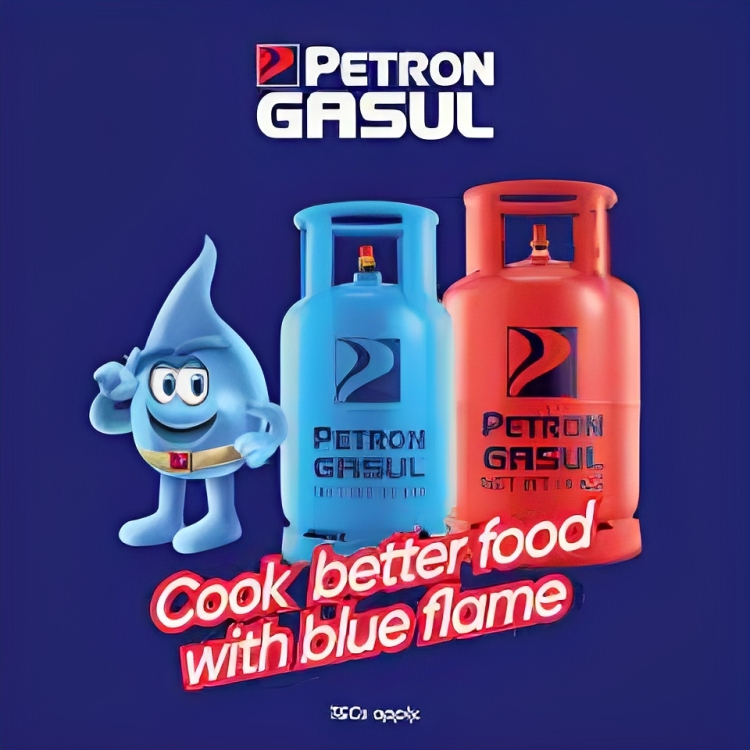 PETRON
GASUL
PETRON
GASUL
PETRON
GASUL
Cook better food
with blue flame